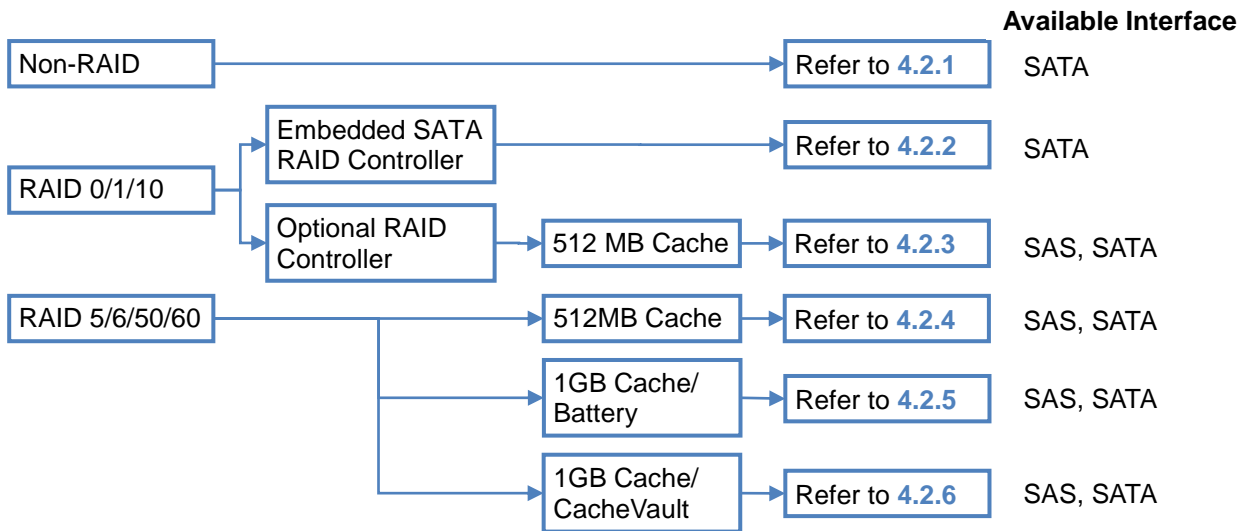 Available Interface
Non-RAID
Refer to 4.2.1
SATA
Embedded SATA
RAID Controller
Refer to 4.2.2
SATA
RAID 0/1/10
Optional RAID
Controller
512 MB Cache
Refer to 4.2.3
SAS, SATA
RAID 5/6/50/60
512MB Cache
Refer to 4.2.4
SAS, SATA
1GB Cache/
Battery
Refer to 4.2.5
SAS, SATA
1GB Cache/
CacheVault
Refer to 4.2.6
SAS, SATA